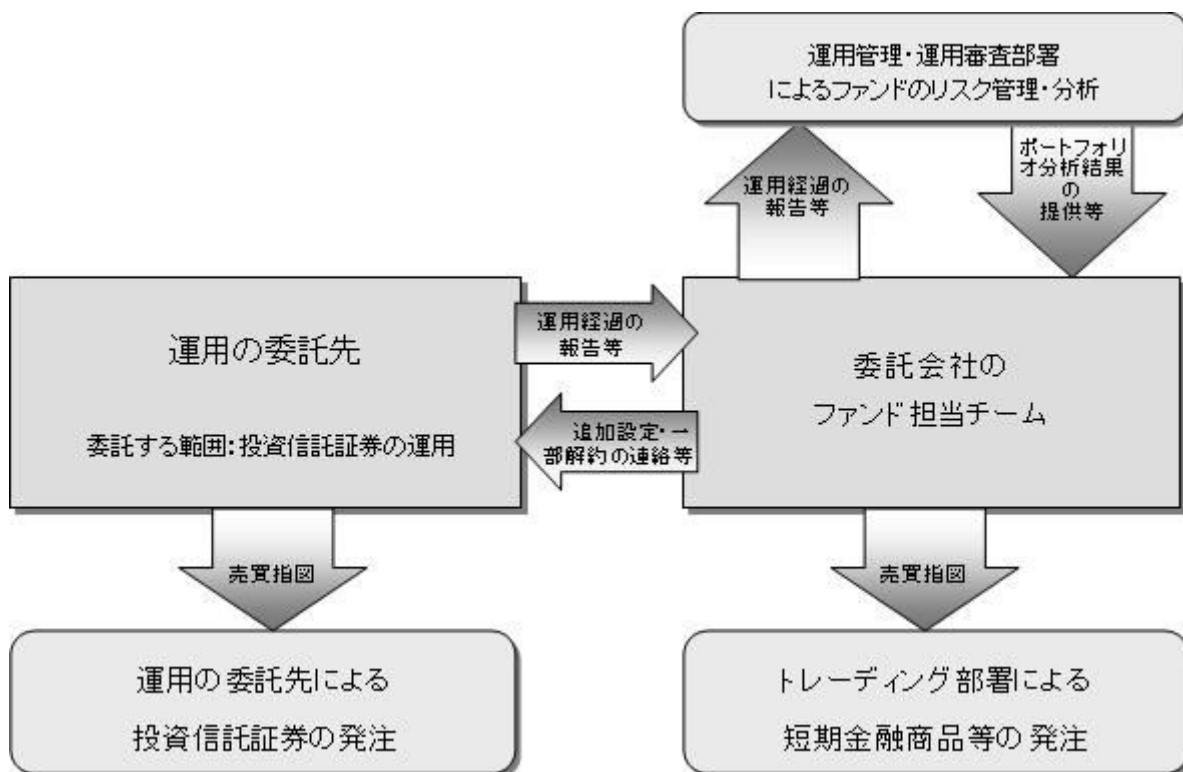 運用管理・運用審査部署
によるファンドのリスク管理・分析
運用経過の
報告等
ポートフォリ
オ分析結果
の
提供等
運用の委託先
委託する範囲:投資信託証券の運用
運用経過の
報告等
追加設定・一
部解約の連絡等
委託会社の
ファンド担当チーム
売買指図
売買指図
運用の委託先による
投資信託証券の発注
トレーディング部署による
短期金融商品等の発注